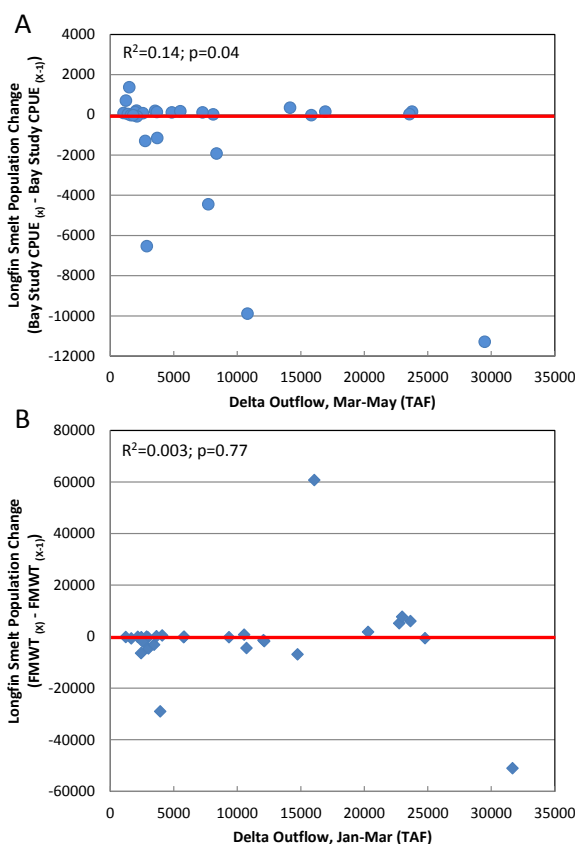 A
R²=0.14; p=0.04
Longfin Smelt Population Change
(Bay Study CPUE (x) - Bay Study CPUE (X-1))
4000
2000
0
-2000
-4000
-6000
-8000
-10000
-12000
0 5000 10000 15000 20000 25000 30000 35000
Delta Outflow, Mar-May (TAF)
B
R²=0.003; p=0.77
Longfin Smelt Population Change
(FMWT (X) - FMWT (X-1))
80000
60000
40000
20000
0
-20000
-40000
-60000
0 5000 10000 15000 20000 25000 30000 35000
Delta Outflow, Jan-Mar (TAF)